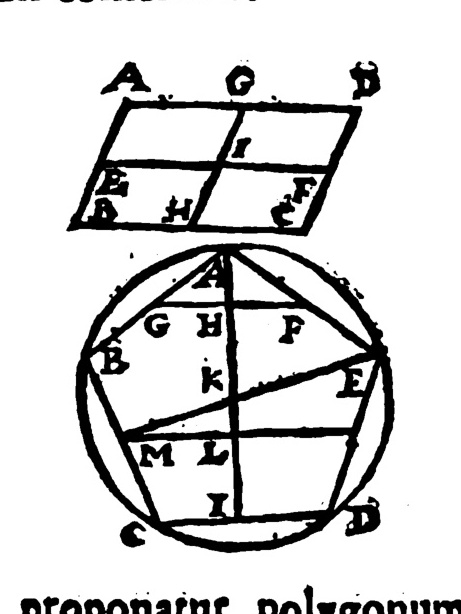 A G D
I
E F
B H C
A
G H F
B
K E
M L
I
C D
proponatur polygonum